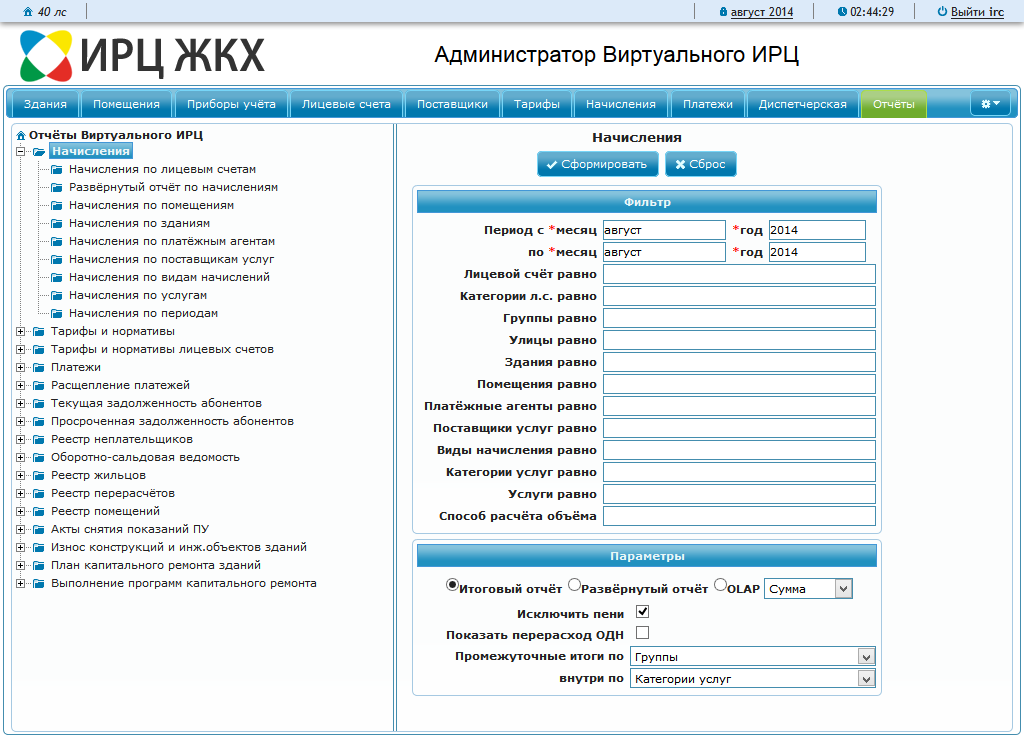 40 лс август 2014 02:44:29 Выйти irc
ИРЦ ЖКХ Администратор Виртуального ИРЦ
Здания Помещения Приборы учёта Лицевые счета Поставщики Тарифы Начисления Платежи Диспетчерская Отчёты
Отчёты Виртуального ИРЦ
Начисления
Начисления по лицевым счетам
Развёрнутый отчёт по начислениям
Начисления по помещениям
Начисления по зданиям
Начисления по платёжным агентам
Начисления по поставщикам услуг
Начисления по видам начислений
Начисления по услугам
Начисления по периодам
Тарифы и нормативы
Тарифы и нормативы лицевых счетов
Платежи
Расщепление платежей
Текущая задолженность абонентов
Просроченная задолженность абонентов
Реестр неплательщиков
Оборотно-сальдовая ведомость
Реестр жильцов
Реестр перерасчётов
Реестр помещений
Акты снятия показаний ПУ
Износ конструкций и инж.объектов зданий
План капитального ремонта зданий
Выполнение программ капитального ремонта
Начисления
Сформировать Сброс
Фильтр
Период с *месяц август *год 2014
по *месяц август *год 2014
Лицевой счёт равно
Категории л.с. равно
Группы равно
Улицы равно
Здания равно
Помещения равно
Платёжные агенты равно
Поставщики услуг равно
Виды начисления равно
Категории услуг равно
Услуги равно
Способ расчёта объёма
Параметры
Итоговый отчёт Развёрнутый отчёт OLAP Сумма
Исключить пени
Показать перерасход ОДН
Промежуточные итоги по Группы
внутри по Категории услуг